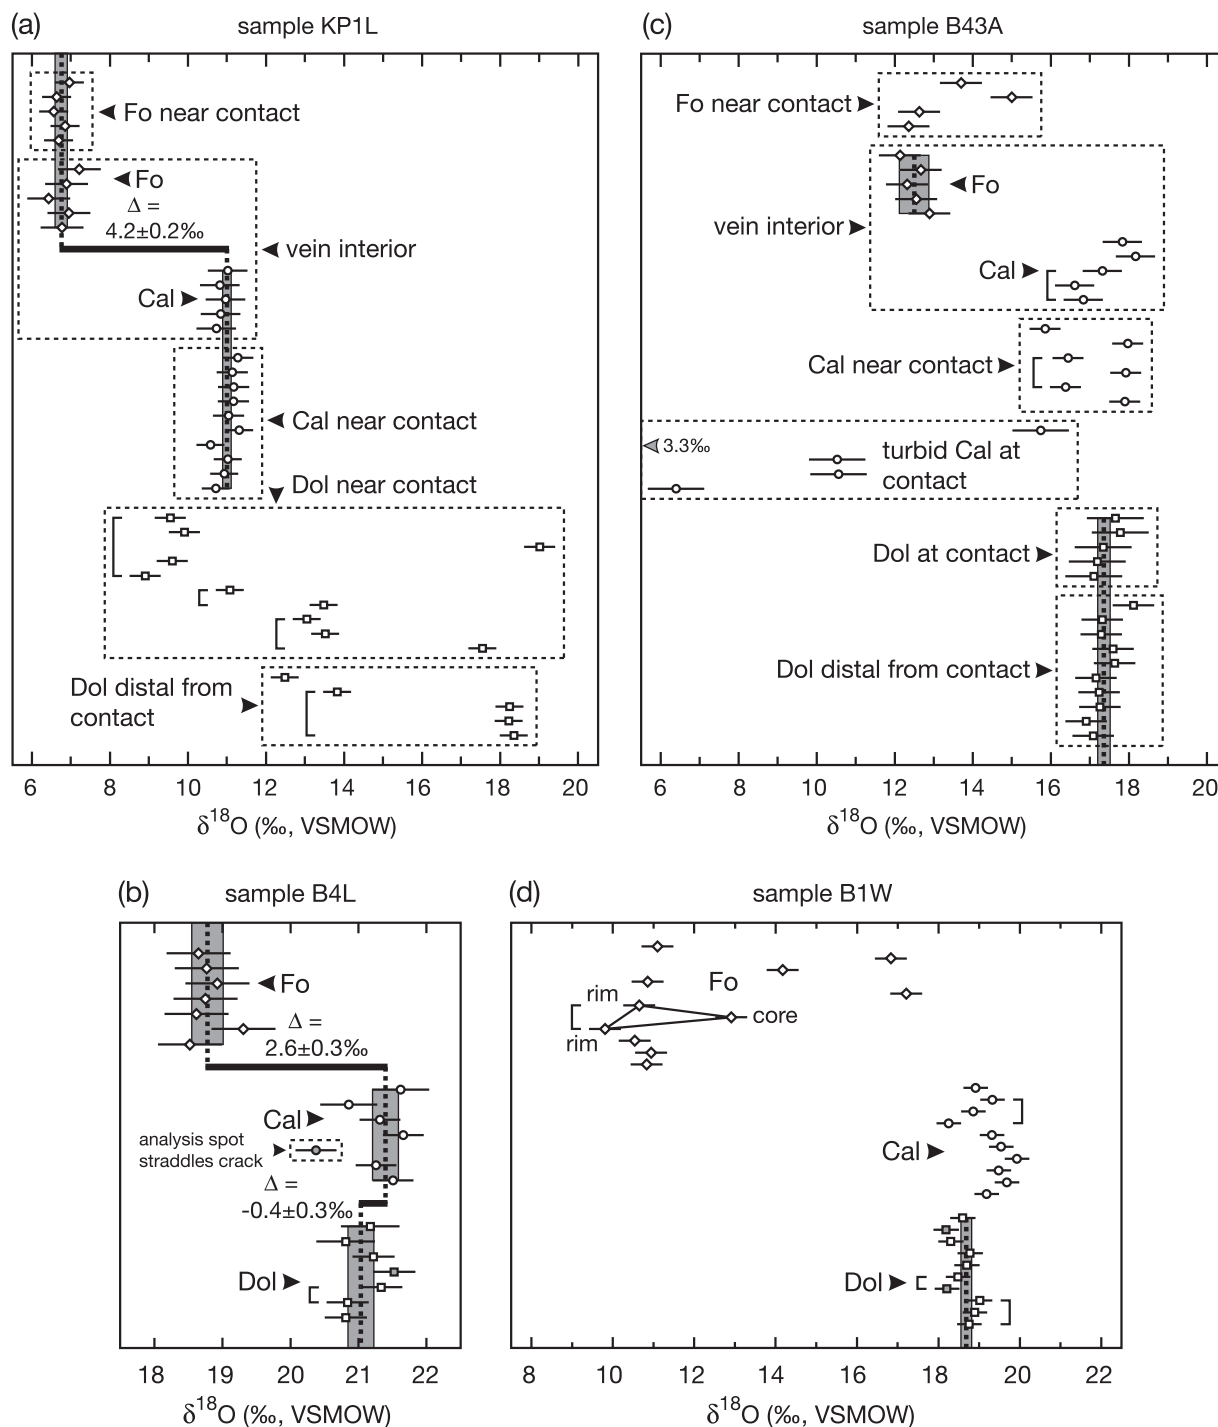 (a)
sample KP1L
Fo near contact
Fo
Δ =
4.2±0.2‰
vein interior
Cal
Cal near contact
Dol near contact
Dol distal from
contact
6 8 10 12 14 16 18 20
δ18O (‰, VSMOW)
(c)
sample B43A
Fo near contact
Fo
vein interior
Cal
Cal near contact
3.3‰
turbid Cal at
contact
Dol at contact
Dol distal from contact
6 8 10 12 14 16 18 20
δ18O (‰, VSMOW)
(b)
sample B4L
Fo
Δ =
2.6±0.3‰
Cal
analysis spot
straddles crack
Δ =
-0.4±0.3‰
Dol
18 19 20 21 22
δ18O (‰, VSMOW)
(d)
sample B1W
Fo
rim
core
rim
Cal
Dol
8 10 12 14 16 18 20 22
δ18O (‰, VSMOW)